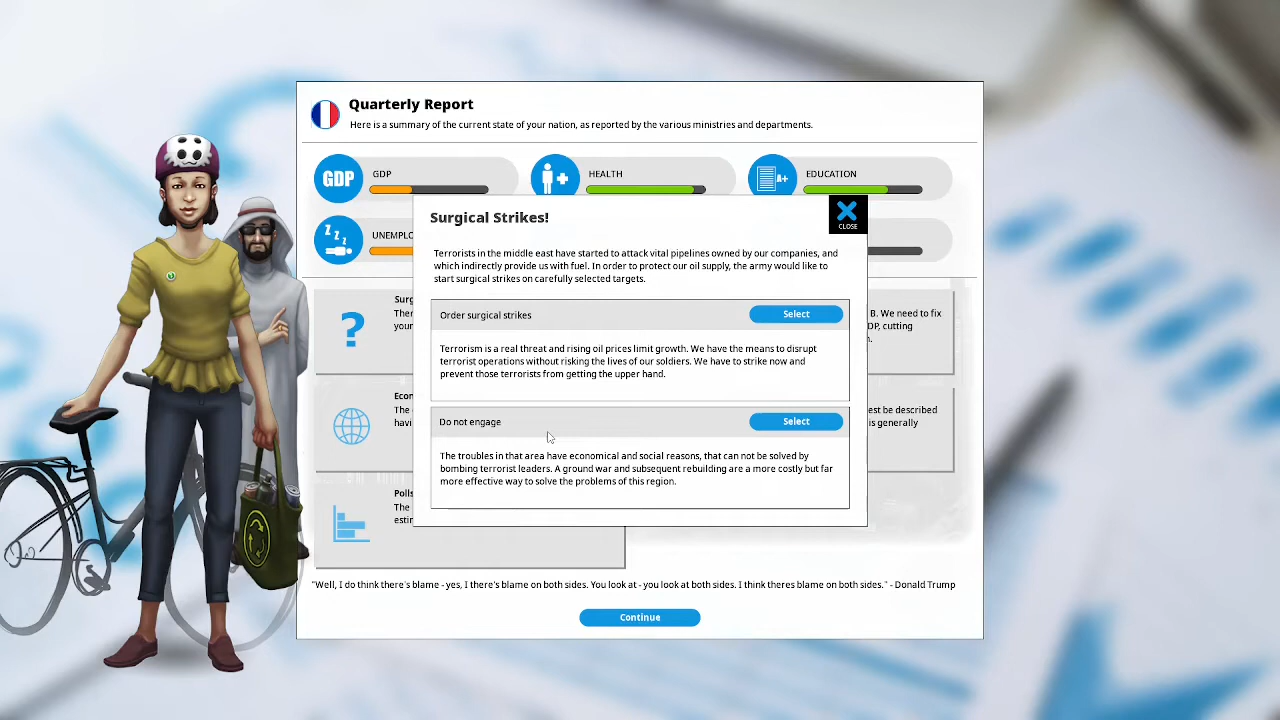 Quarterly Report
Here is a summary of the current state of your nation, as reported by the various ministries and departments.
GDP
GDP
HEALTH
A+
EDUCATION
Z Z Z
UNEMPLO
CLOSE
Surgical Strikes!
Terrorists in the middle east have started to attack vital pipelines owned by our companies, and
which indirectly provide us with fuel. In order to protect our oil supply, the army would like to
start surgical strikes on carefully selected targets.
Order surgical strikes
Select
Terrorism is a real threat and rising oil prices limit growth. We have the means to disrupt
terrorist operations without risking the lives of our soldiers. We have to strike now and
prevent those terrorists from getting the upper hand.
Do not engage
Select
The troubles in that area have economical and social reasons, that can not be solved by
bombing terrorist leaders. A ground war and subsequent rebuilding are a more costly but far
more effective way to solve the problems of this region.
?
Surg
Ther
your
B. We need to fix
DP, cutting
Econ
The
havi
est be described
is generally
Polls
The
estin
"Well, I do think there's blame - yes, I there's blame on both sides. You look at - you look at both sides. I think theres blame on both sides." - Donald Trump
Continue